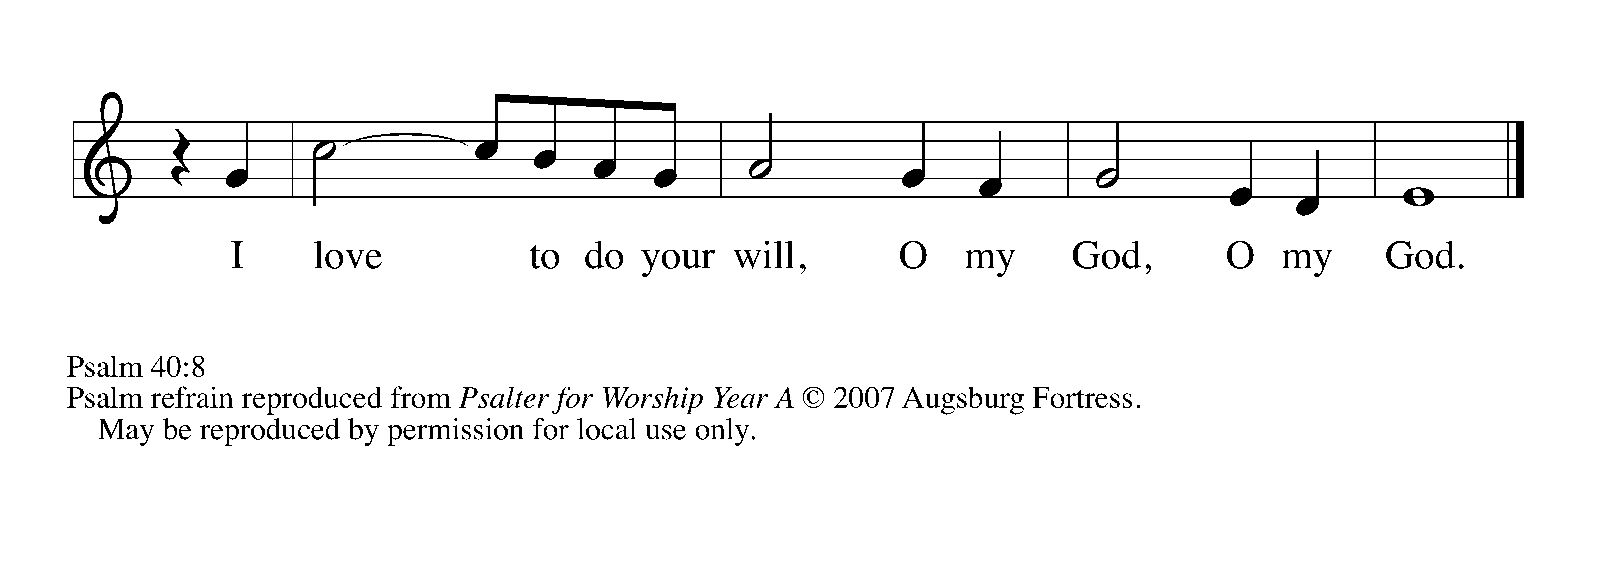 I love to do your will, O my God, O my God.
Psalm 40:8
Psalm refrain reproduced from Psalter for Worship Year A © 2007 Augsburg Fortress.
May be reproduced by permission for local use only.